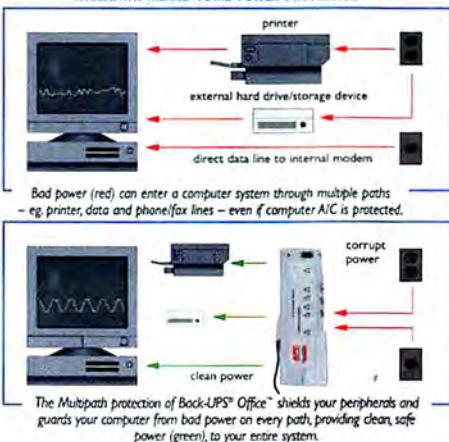 printer
external hard drive/storage device
direct data line to internal modem
Bad power (red) can enter a computer system through multiple paths
– eg. printer, data and phone/fax lines – even if computer A/C is protected.
corrupt
power
APC
clean power
The Multipath protection of Back-UPS® Office™ shields your peripherals and
guards your computer from bad power on every path, providing clean, safe
power (green), to your entire system.